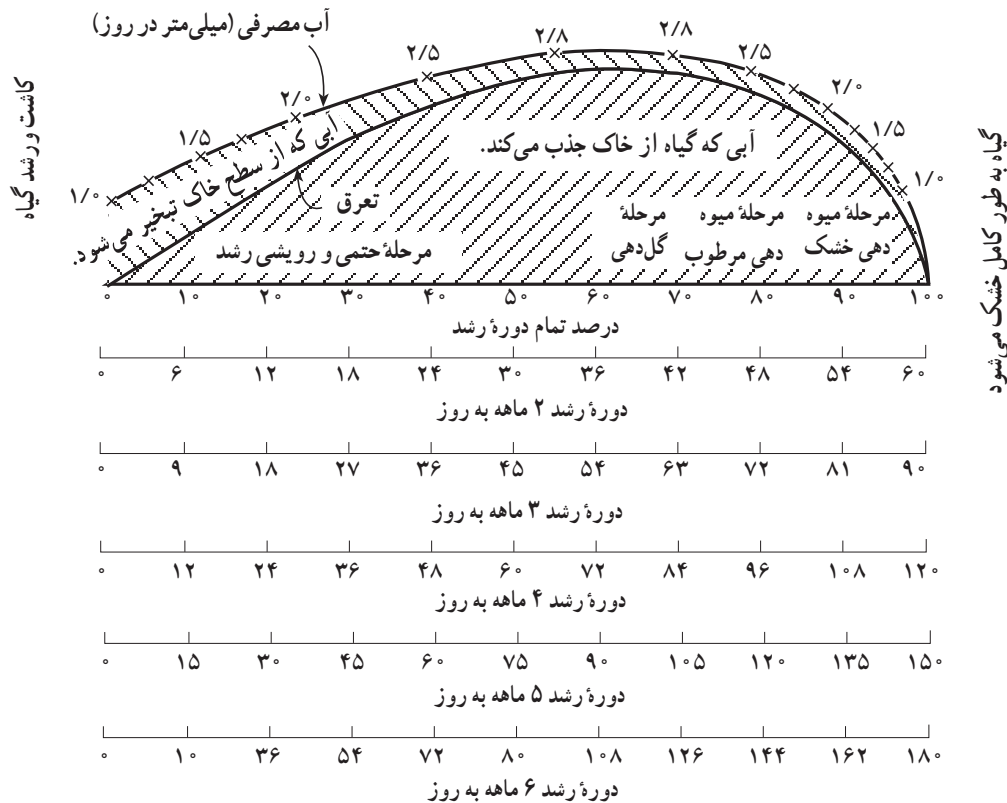 آب مصرفی (میلی‌متر در روز)
۱/۰ ۱/۵ ۲/۰ ۲/۵ ۲/۸ ۲/۸ ۲/۵ ۲/۰ ۱/۵ ۱/۰
کاشت و رشد گیاه
گیاه به طور کامل خشک می‌شود
آبی که از سطح خاک تبخیر می‌شود.
آبی که گیاه از خاک جذب می‌کند.
تعرق
مرحلهٔ حتمی و رویشی رشد
مرحلهٔ
گل‌دهی
مرحلهٔ میوه
دهی مرطوب
مرحلهٔ میوه
دهی خشک
۰ ۱۰ ۲۰ ۳۰ ۴۰ ۵۰ ۶۰ ۷۰ ۸۰ ۹۰ ۱۰۰
درصد تمام دورهٔ رشد
۰ ۶ ۱۲ ۱۸ ۲۴ ۳۰ ۳۶ ۴۲ ۴۸ ۵۴ ۶۰
دورهٔ رشد ۲ ماهه به روز
۰ ۹ ۱۸ ۲۷ ۳۶ ۴۵ ۵۴ ۶۳ ۷۲ ۸۱ ۹۰
دورهٔ رشد ۳ ماهه به روز
۰ ۱۲ ۲۴ ۳۶ ۴۸ ۶۰ ۷۲ ۸۴ ۹۶ ۱۰۸ ۱۲۰
دورهٔ رشد ۴ ماهه به روز
۰ ۱۵ ۳۰ ۴۵ ۶۰ ۷۵ ۹۰ ۱۰۵ ۱۲۰ ۱۳۵ ۱۵۰
دورهٔ رشد ۵ ماهه به روز
۰ ۱۰ ۳۶ ۵۴ ۷۲ ۸۰ ۱۰۸ ۱۲۶ ۱۴۴ ۱۶۲ ۱۸۰
دورهٔ رشد ۶ ماهه به روز